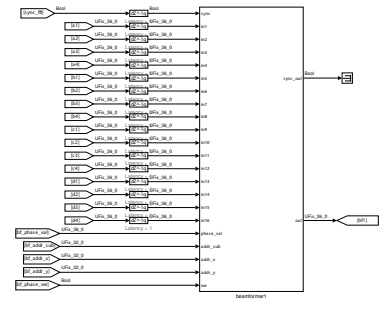 [sync_fft] Bool Bool sync
[a1] UFix_36_0 UFix_36_0 in1
[a2] UFix_36_0 UFix_36_0 in2
[a3] UFix_36_0 UFix_36_0 in3
[a4] UFix_36_0 UFix_36_0 in4
[b1] UFix_36_0 UFix_36_0 in5
Bool
sync_out
[b2] UFix_36_0 UFix_36_0 in6
[b3] UFix_36_0 UFix_36_0 in7
[b4] UFix_36_0 UFix_36_0 in8
[c1] UFix_36_0 UFix_36_0 in9
[c2] UFix_36_0 UFix_36_0 in10
[c3] UFix_36_0 UFix_36_0 in11
[c4] UFix_36_0 UFix_36_0 in12
[d1] UFix_36_0 UFix_36_0 in13
[d2] UFix_36_0 UFix_36_0 in14
[d3] UFix_36_0 UFix_36_0 in15
[d4] UFix_36_0 UFix_36_0 in16
out UFix_36_0 [bf1]
Latency = 1
[bf_phase_val] UFix_36_0 phase_val
[bf_addr_sub] UFix_32_0 addr_sub
[bf_addr_x] UFix_32_0 addr_x
[bf_addr_y] UFix_32_0 addr_y
[bf_phase_we] Bool we
beamformer1